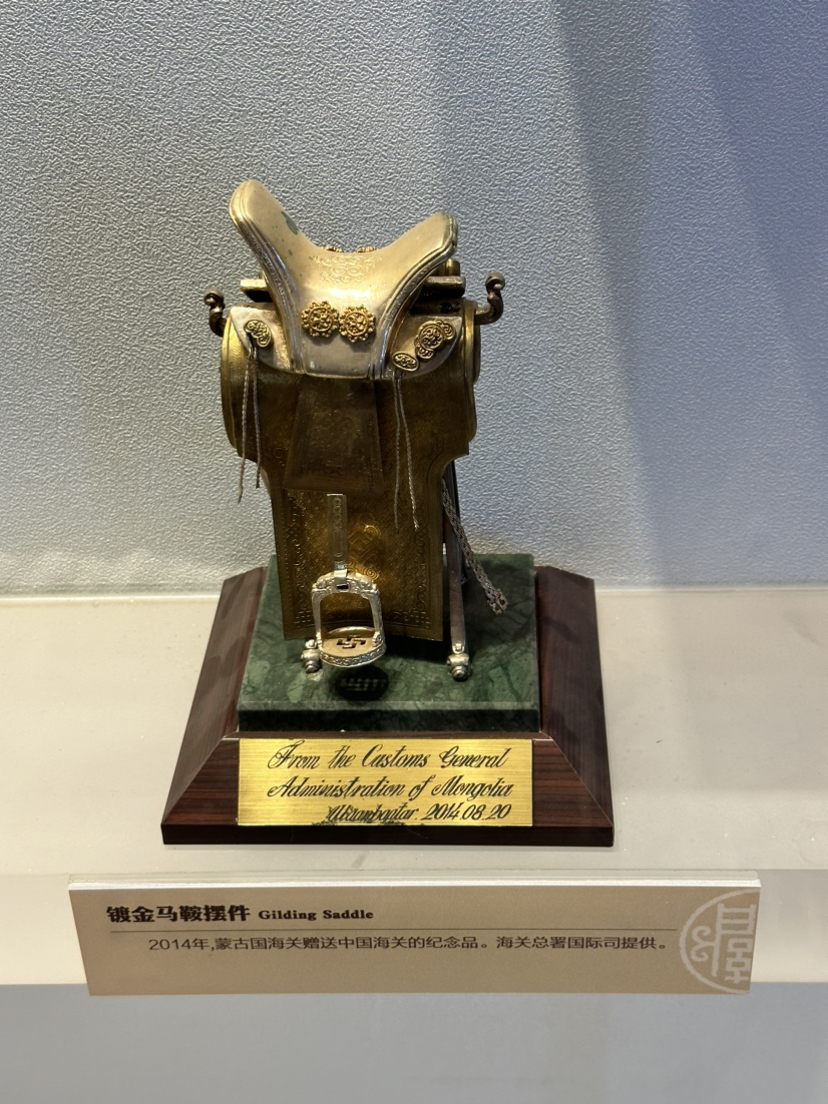 From the Customs General
Administration of Mongolia
Ulaanbaatar. 2014.08.20
镀金马鞍摆件 Gilding Saddle
2014年,蒙古国海关赠送中国海关的纪念品。海关总署国际司提供。